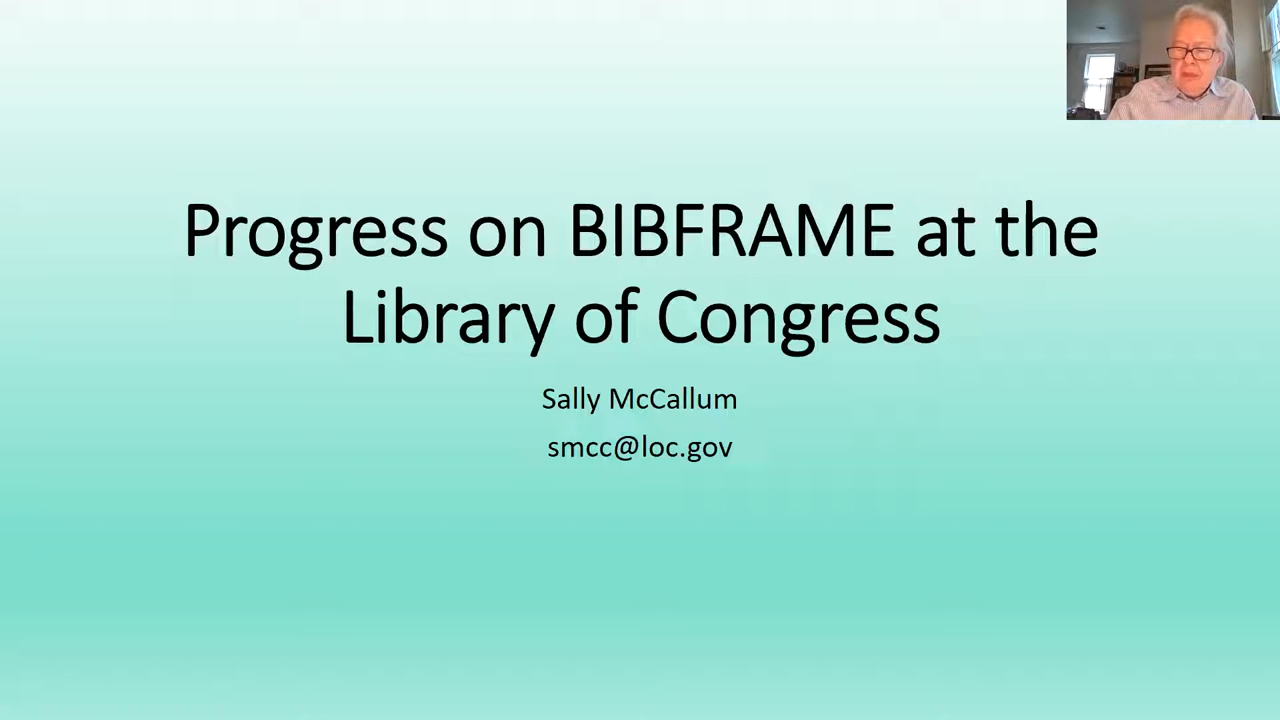 Progress on BIBFRAME at the
Library of Congress
Sally McCallum
smcc@loc.gov